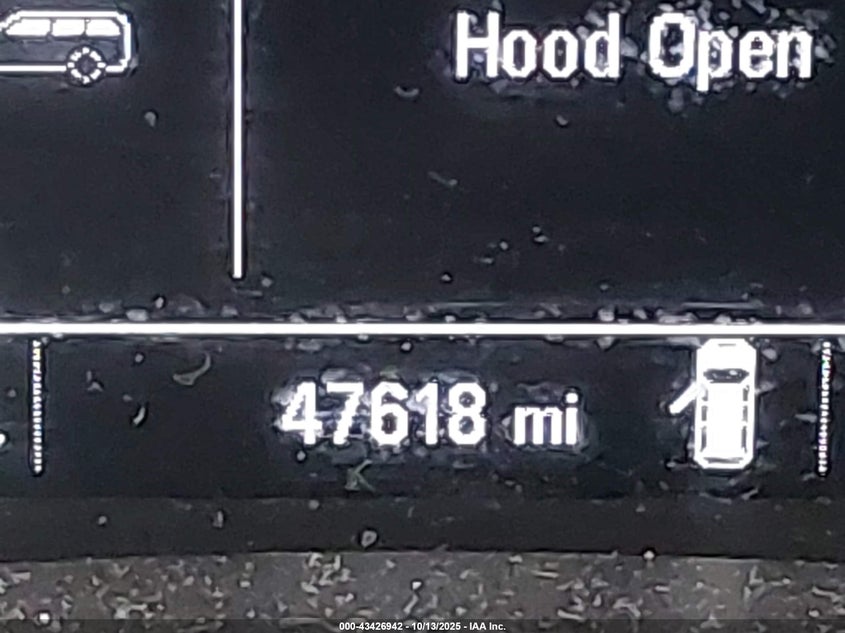 Hood Open
47618 mi
000-43426942 - 10/13/2025 - IAA Inc.